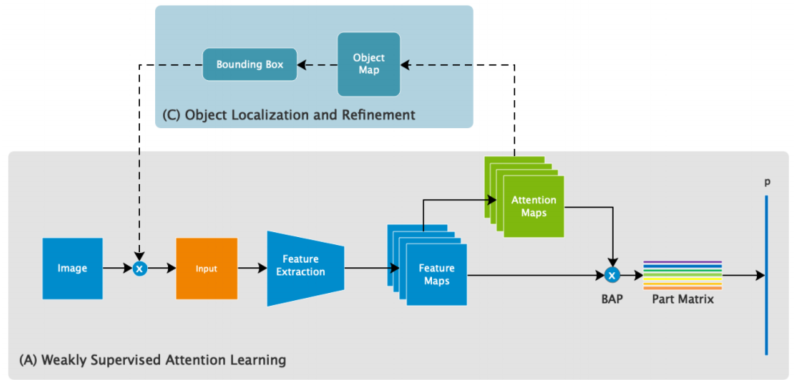 Bounding Box
Object
Map
(C) Object Localization and Refinement
p
Attention
Maps
Image
x
Input
Feature
Extraction
Feature
Maps
x
BAP
Part Matrix
(A) Weakly Supervised Attention Learning